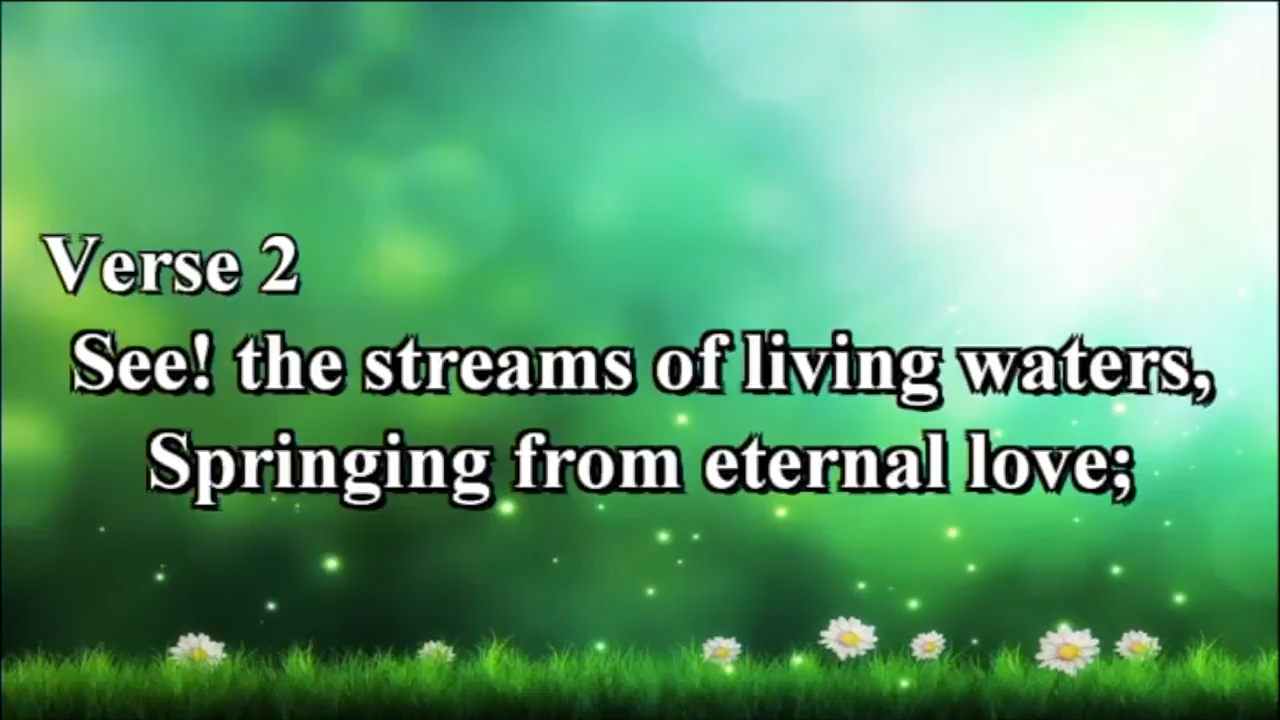 Verse 2
See! the streams of living waters,
Springing from eternal love;